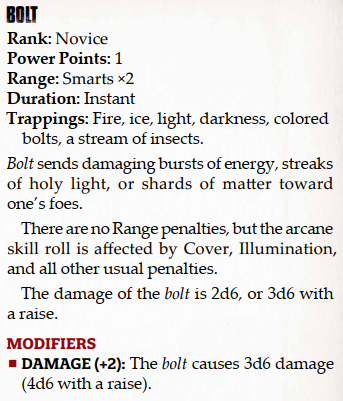 BOLT
Rank: Novice
Power Points: 1
Range: Smarts ×2
Duration: Instant
Trappings: Fire, ice, light, darkness, colored
bolts, a stream of insects.
Bolt sends damaging bursts of energy, streaks
of holy light, or shards of matter toward
one's foes.
There are no Range penalties, but the arcane
skill roll is affected by Cover, Illumination,
and all other usual penalties.
The damage of the bolt is 2d6, or 3d6 with
a raise.
MODIFIERS
■ DAMAGE (+2): The bolt causes 3d6 damage
(4d6 with a raise).